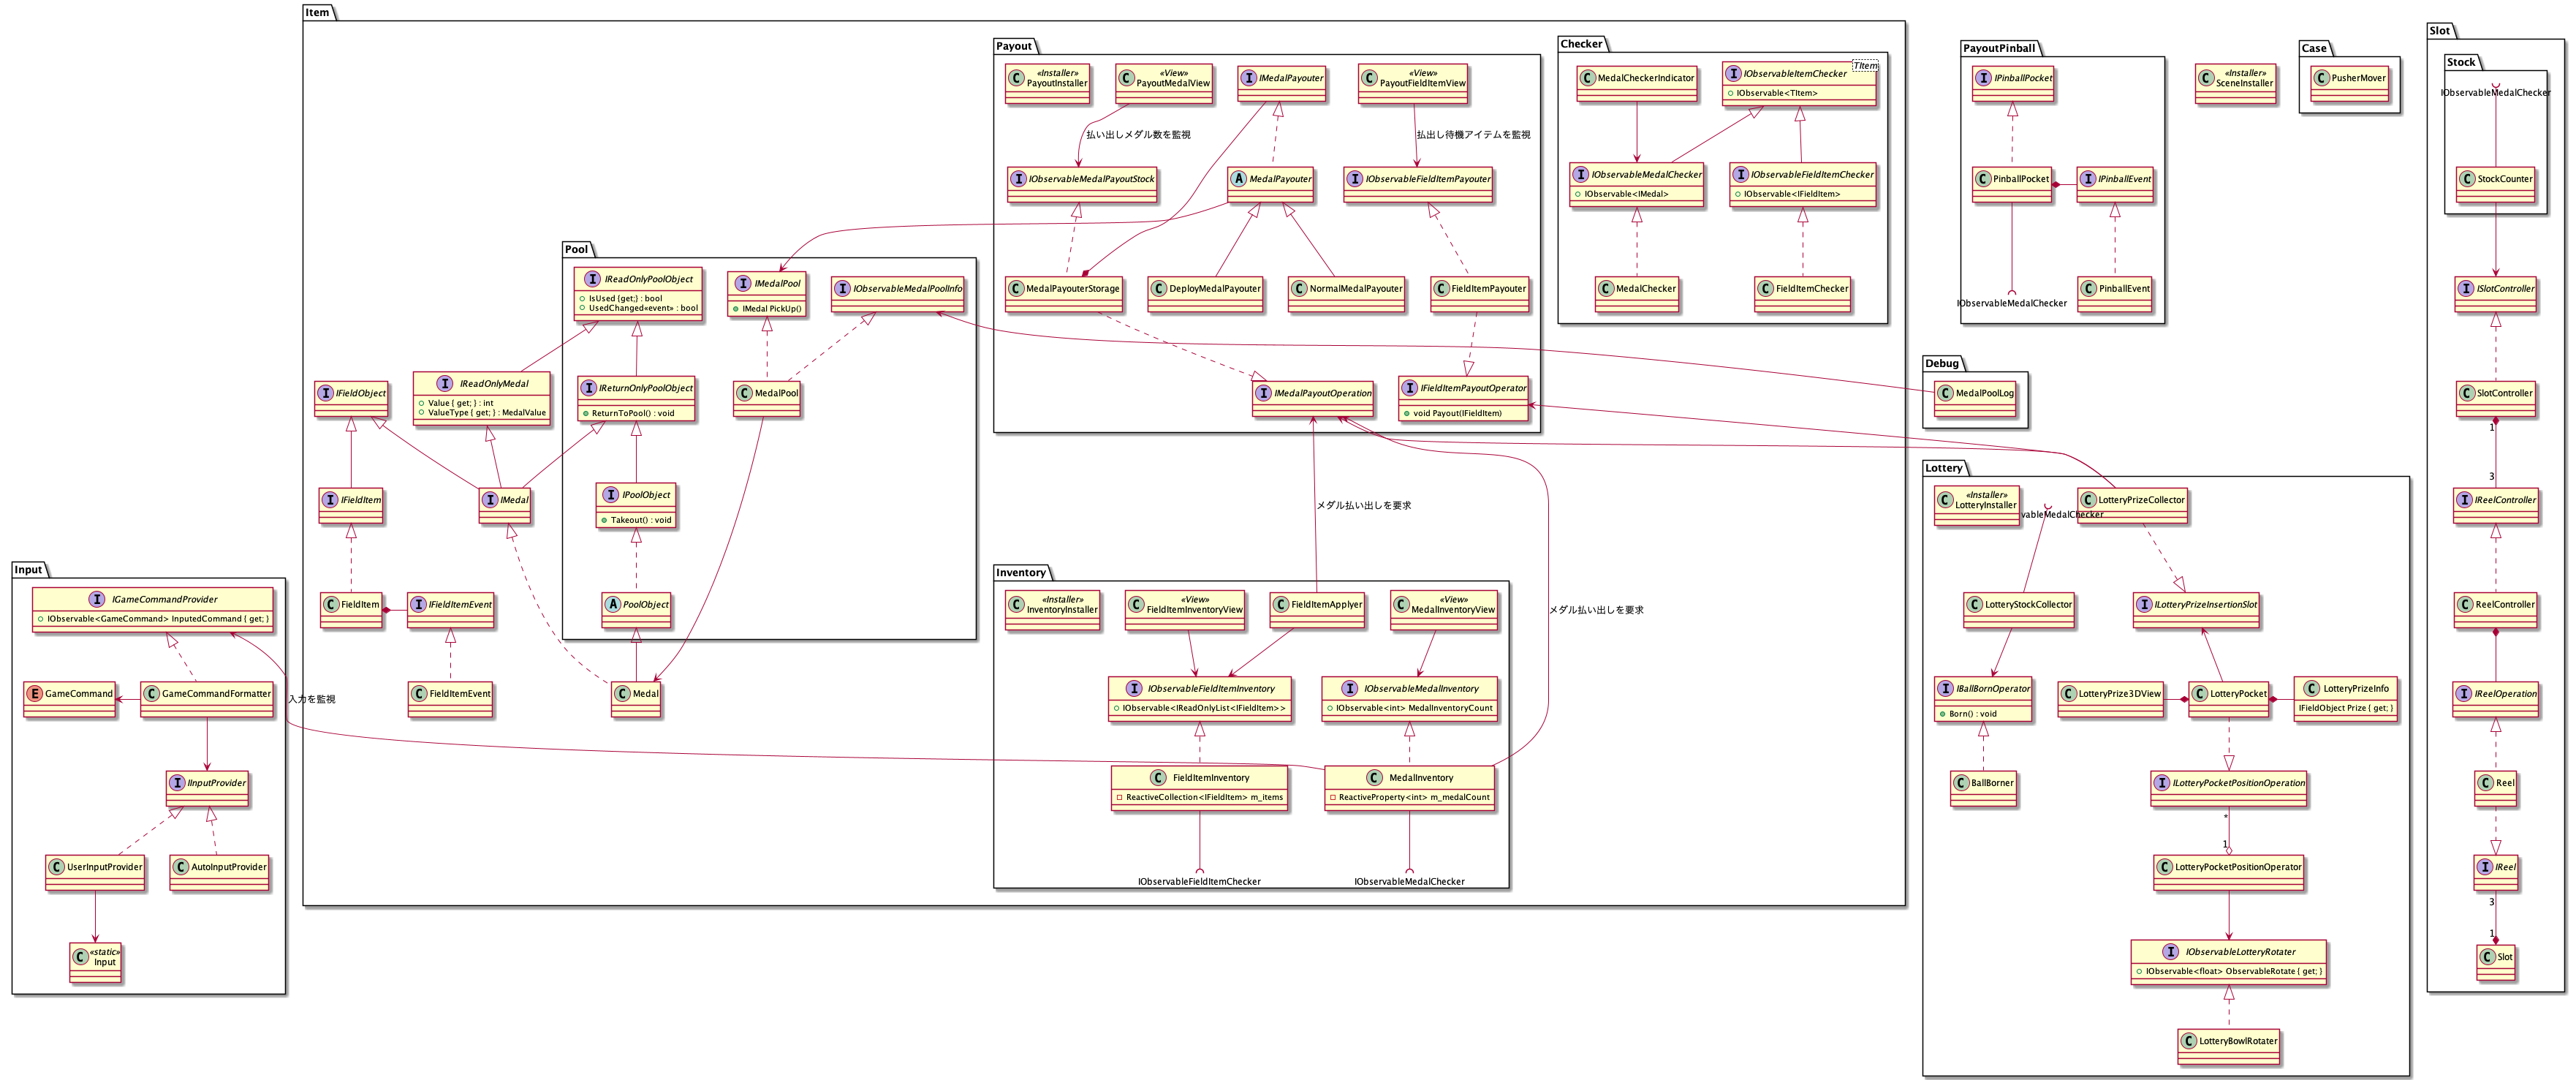 Item
Payout
«Installer»
PayoutInstaller
«View»
PayoutMedalView
IMedalPayouter
«View»
PayoutFieldItemView
払い出しメダル数を監視
払出し待機アイテムを監視
IObservableMedalPayoutStock
MedalPayouter
IObservableFieldItemPayouter
MedalPayouterStorage
DeployMedalPayouter
NormalMedalPayouter
FieldItemPayouter
IMedalPayoutOperation
IFieldItemPayoutOperator
void Payout(IFieldItem)
Checker
MedalCheckerIndicator
IObservableItemChecker
TItem
IObservable<TItem>
IObservableMedalChecker
IObservable<IMedal>
IObservableFieldItemChecker
IObservable<IFieldItem>
MedalChecker
FieldItemChecker
Pool
IReadOnlyPoolObject
IsUsed {get;} : bool
UsedChanged«event» : bool
IMedalPool
IMedal PickUp()
IObservableMedalPoolInfo
IReturnOnlyPoolObject
ReturnToPool() : void
MedalPool
IPoolObject
Takeout() : void
PoolObject
IFieldObject
IReadOnlyMedal
Value { get; } : int
ValueType { get; } : MedalValue
IFieldItem
IMedal
FieldItem
IFieldItemEvent
FieldItemEvent
Medal
メダル払い出しを要求
メダル払い出しを要求
Inventory
«Installer»
InventoryInstaller
«View»
FieldItemInventoryView
FieldItemApplyer
«View»
MedalInventoryView
IObservableFieldItemInventory
IObservable<IReadOnlyList<IFieldItem>>
IObservableMedalInventory
IObservable<int> MedalInventoryCount
FieldItemInventory
ReactiveCollection<IFieldItem> m_items
MedalInventory
ReactiveProperty<int> m_medalCount
IObservableFieldItemChecker
IObservableMedalChecker
Input
IGameCommandProvider
IObservable<GameCommand> InputedCommand { get; }
GameCommand
GameCommandFormatter
入力を監視
IInputProvider
UserInputProvider
AutoInputProvider
«static»
Input
PayoutPinball
IPinballPocket
PinballPocket
IPinballEvent
PinballEvent
IObservableMedalChecker
«Installer»
SceneInstaller
Case
PusherMover
Debug
MedalPoolLog
Lottery
«Installer»
LotteryInstaller
LotteryPrizeCollector
vableMedalChecker
LotteryStockCollector
ILotteryPrizeInsertionSlot
IBallBornOperator
Born() : void
LotteryPrize3DView
LotteryPocket
LotteryPrizeInfo
IFieldObject Prize { get; }
BallBorner
ILotteryPocketPositionOperation
*
1
LotteryPocketPositionOperator
IObservableLotteryRotater
IObservable<float> ObservableRotate { get; }
LotteryBowlRotater
Slot
Stock
IObservableMedalChecker
StockCounter
ISlotController
SlotController
1
3
IReelController
ReelController
IReelOperation
Reel
IReel
3
1
Slot